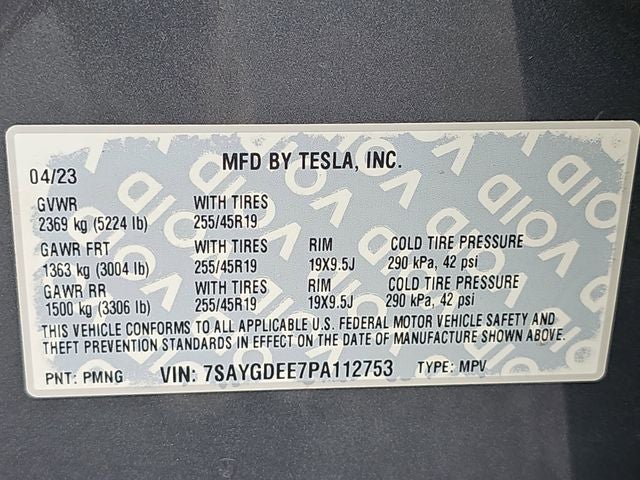 MFD BY TESLA, INC.
04/23
GVWR WITH TIRES
2369 kg (5224 lb) 255/45R19
GAWR FRT WITH TIRES RIM COLD TIRE PRESSURE
1363 kg (3004 lb) 255/45R19 19X9.5J 290 kPa, 42 psi
GAWR RR WITH TIRES RIM COLD TIRE PRESSURE
1500 kg (3306 lb) 255/45R19 19X9.5J 290 kPa, 42 psi
THIS VEHICLE CONFORMS TO ALL APPLICABLE U.S. FEDERAL MOTOR VEHICLE SAFETY AND
THEFT PREVENTION STANDARDS IN EFFECT ON THE DATE OF MANUFACTURE SHOWN ABOVE.
PNT: PMNG VIN: 7SAYGDEE7PA112753 TYPE: MPV
VOID VOID VOID VOID